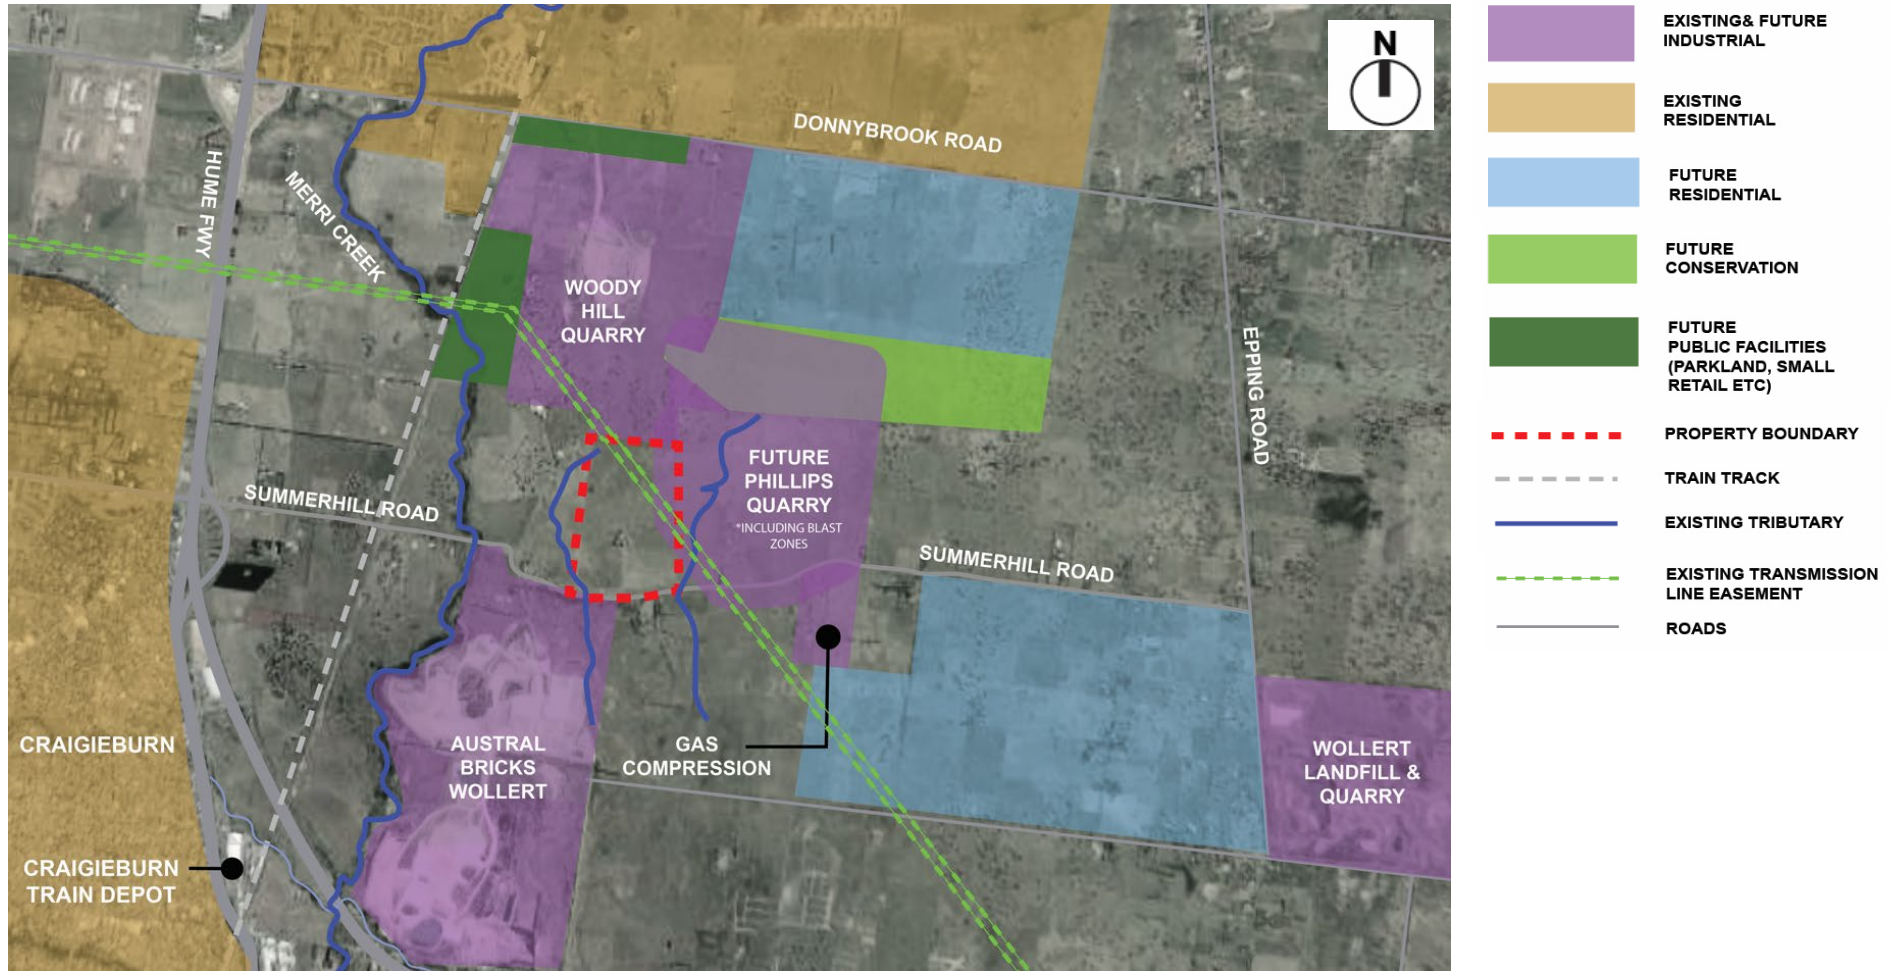 N
DONNYBROOK ROAD
HUME FWY
MERRI CREEK
WOODY
HILL
QUARRY
EPPING ROAD
SUMMERHILL ROAD
FUTURE
PHILLIPS
QUARRY
*INCLUDING BLAST
ZONES
SUMMERHILL ROAD
CRAIGIEBURN
AUSTRAL
BRICKS
WOLLERT
GAS
COMPRESSION
WOLLERT
LANDFILL &
QUARRY
CRAIGIEBURN
TRAIN DEPOT
EXISTING& FUTURE
INDUSTRIAL
EXISTING
RESIDENTIAL
FUTURE
RESIDENTIAL
FUTURE
CONSERVATION
FUTURE
PUBLIC FACILITIES
(PARKLAND, SMALL
RETAIL ETC)
PROPERTY BOUNDARY
TRAIN TRACK
EXISTING TRIBUTARY
EXISTING TRANSMISSION
LINE EASEMENT
ROADS